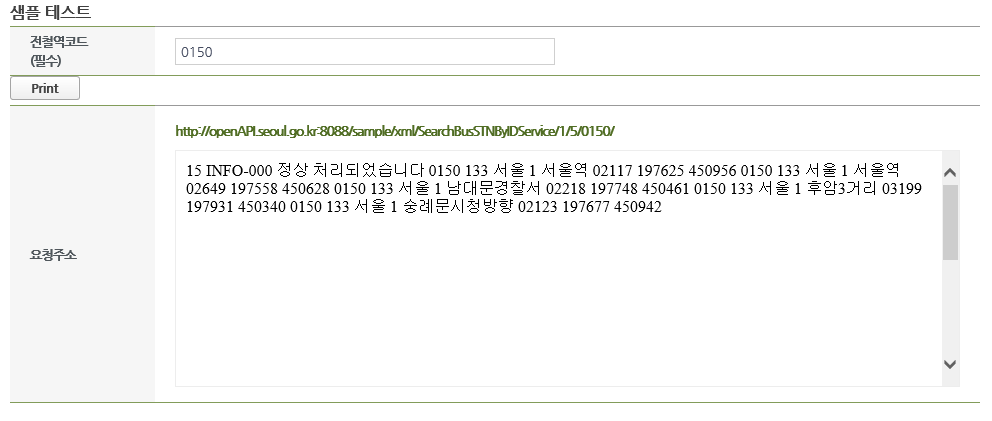 샘플 테스트
전철역코드
(필수)
0150
Print
http://openAPI.seoul.go.kr:8088/sample/xml/SearchBusSTNByIDService/1/5/0150/
요청주소
15 INFO-000 정상 처리되었습니다 0150 133 서울 1 서울역 02117 197625 450956 0150 133 서울 1 서울역
02649 197558 450628 0150 133 서울 1 남대문경찰서 02218 197748 450461 0150 133 서울 1 후암3거리 03199
197931 450340 0150 133 서울 1 숭례문시청방향 02123 197677 450942